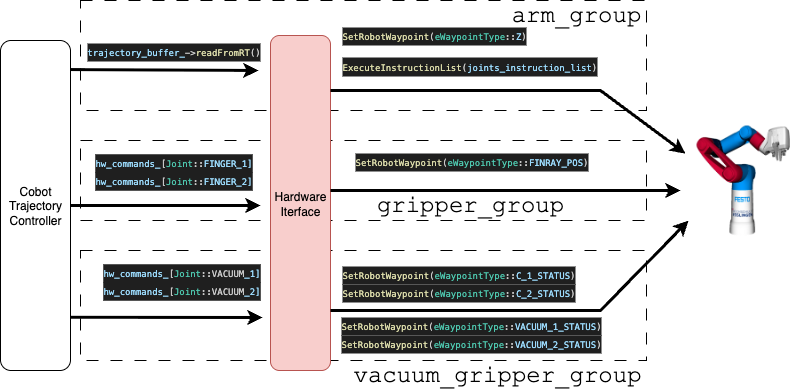 arm_group
SetRobotWaypoint(eWaypointType::Z)
trajectory_buffer_->readFromRT()
ExecuteInstructionList(joints_instruction_list)
hw_commands_[Joint::FINGER_1]
hw_commands_[Joint::FINGER_2]
SetRobotWaypoint(eWaypointType::FINRAY_POS)
gripper_group
Cobot
Trajectory
Controller
Hardware
Iterface
FESTO
hw_commands_[Joint::VACUUM_1]
hw_commands_[Joint::VACUUM_2]
SetRobotWaypoint(eWaypointType::C_1_STATUS)
SetRobotWaypoint(eWaypointType::C_2_STATUS)
SetRobotWaypoint(eWaypointType::VACUUM_1_STATUS)
SetRobotWaypoint(eWaypointType::VACUUM_2_STATUS)
vacuum_gripper_group